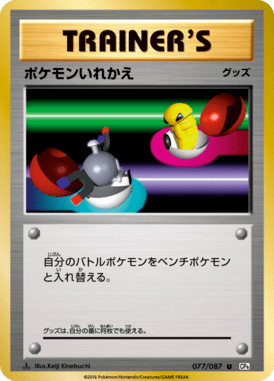 TRAINER'S
ポケモンいれかえ グッズ
自分のバトルポケモンをベンチポケモン
と入れ替える。
グッズは、自分の番に何枚でも使える。
Illus.Keiji Kinebuchi
077/087 U CP6
©2016 Pokémon/Nintendo/Creatures/GAME FREAK.